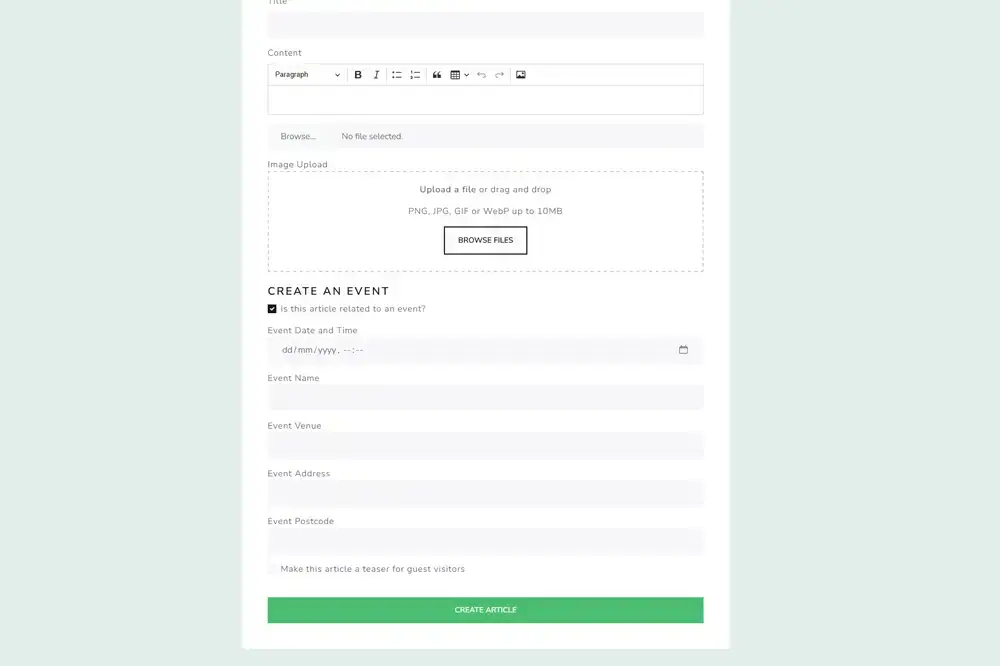 Title
Content
Paragraph
Browse... No file selected.
Image Upload
Upload a file or drag and drop
PNG, JPG, GIF or WebP up to 10MB
BROWSE FILES
CREATE AN EVENT
Is this article related to an event?
Event Date and Time
dd/mm/yyyy, --:--
Event Name
Event Venue
Event Address
Event Postcode
Make this article a teaser for guest visitors
CREATE ARTICLE